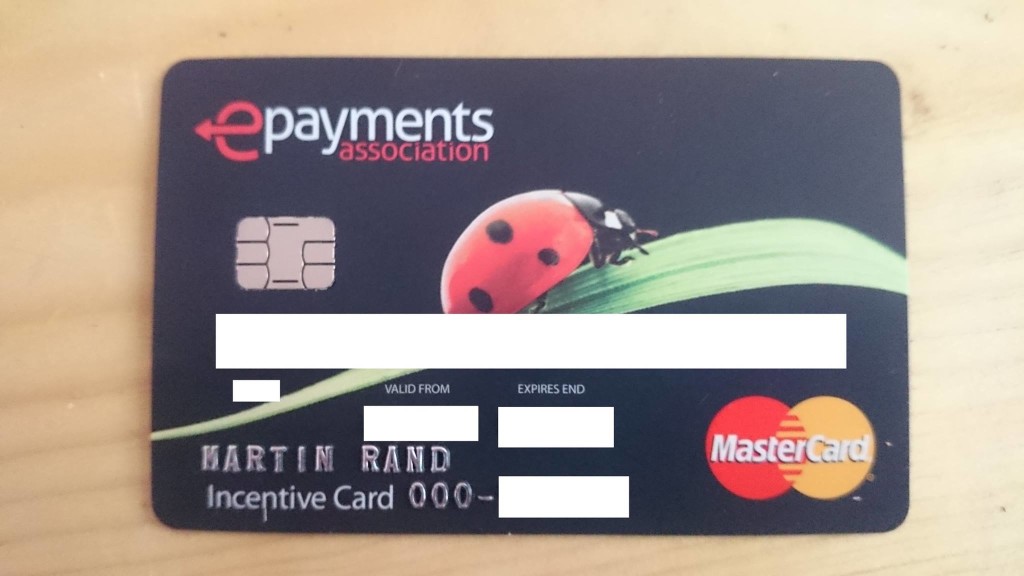 epayments
association
VALID FROM EXPIRES END
MARTIN RAND
Incentive Card 000-
MasterCard